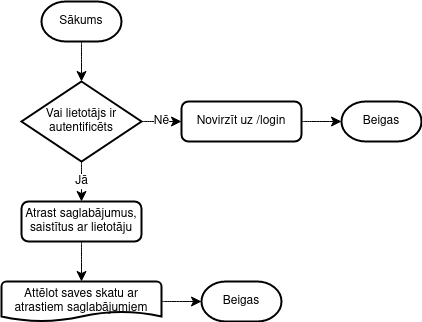 Sākums
Vai lietotājs ir
autentificēts
Nē
Novirzīt uz /login
Beigas
Jā
Atrast saglabājumus,
saistītus ar lietotāju
Attēlot saves skatu ar
atrastiem saglabājumiem
Beigas